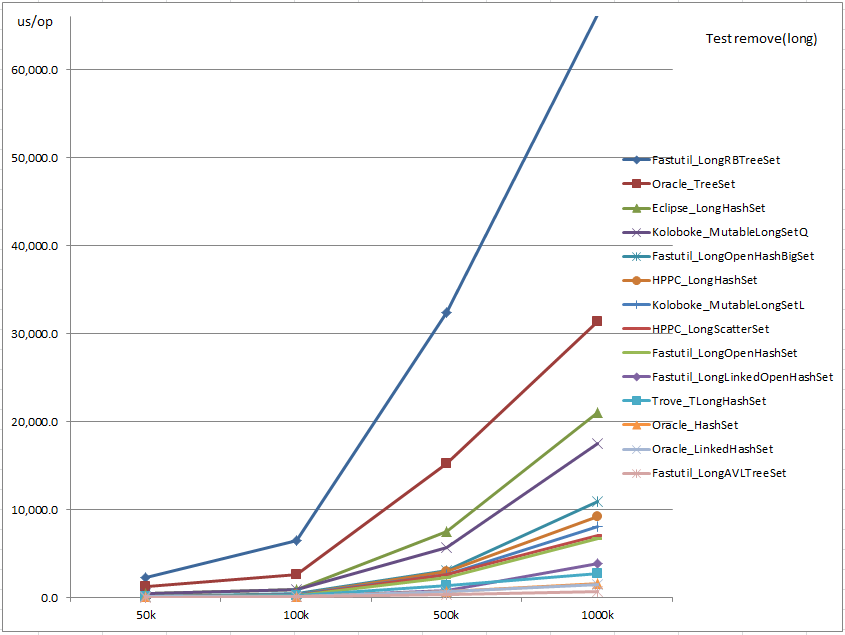 us/op
Test remove(long)
60,000.0
50,000.0
40,000.0
30,000.0
20,000.0
10,000.0
0.0
50k
100k
500k
1000k
Fastutil_LongRBTreeSet
Oracle_TreeSet
Eclipse_LongHashSet
Koloboke_MutableLongSetQ
Fastutil_LongOpenHashBigSet
HPPC_LongHashSet
Koloboke_MutableLongSetL
HPPC_LongScatterSet
Fastutil_LongOpenHashSet
Fastutil_LongLinkedOpenHashSet
Trove_TLongHashSet
Oracle_HashSet
Oracle_LinkedHashSet
Fastutil_LongAVLTreeSet